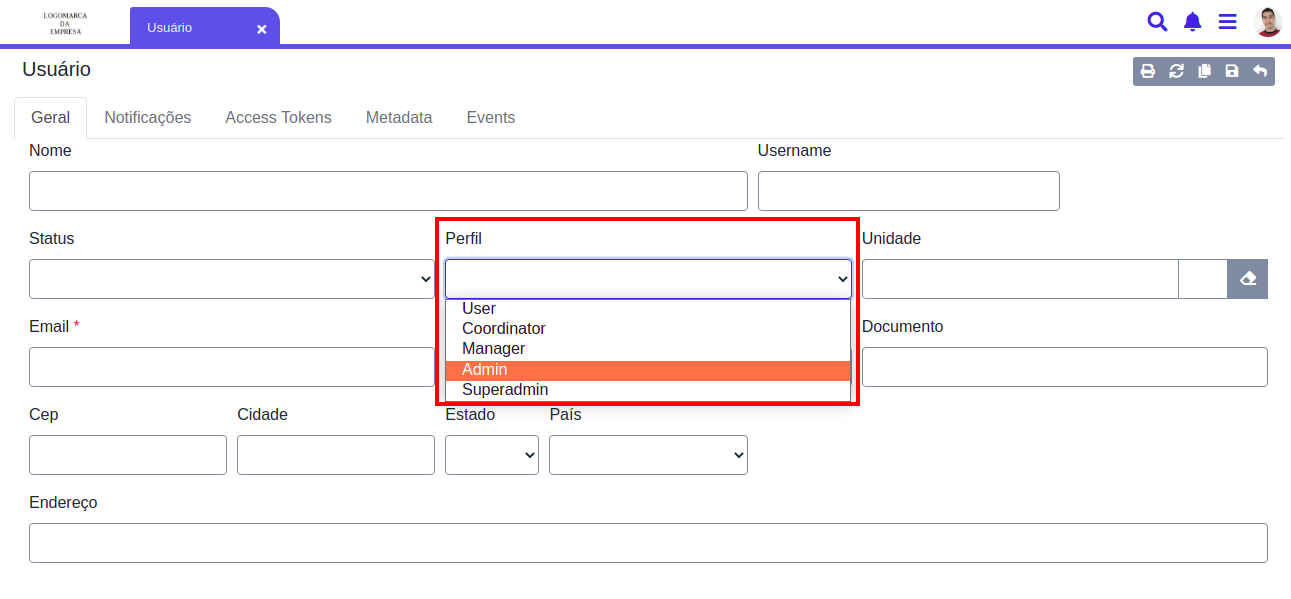 LOGOMARCA
DA
EMPRESA
Usuário
Usuário
Geral Notificações Access Tokens Metadata Events
Nome Username
Status Perfil Unidade
User
Coordinator
Manager
Admin
Superadmin
Email * Documento
Cep Cidade Estado País
Endereço